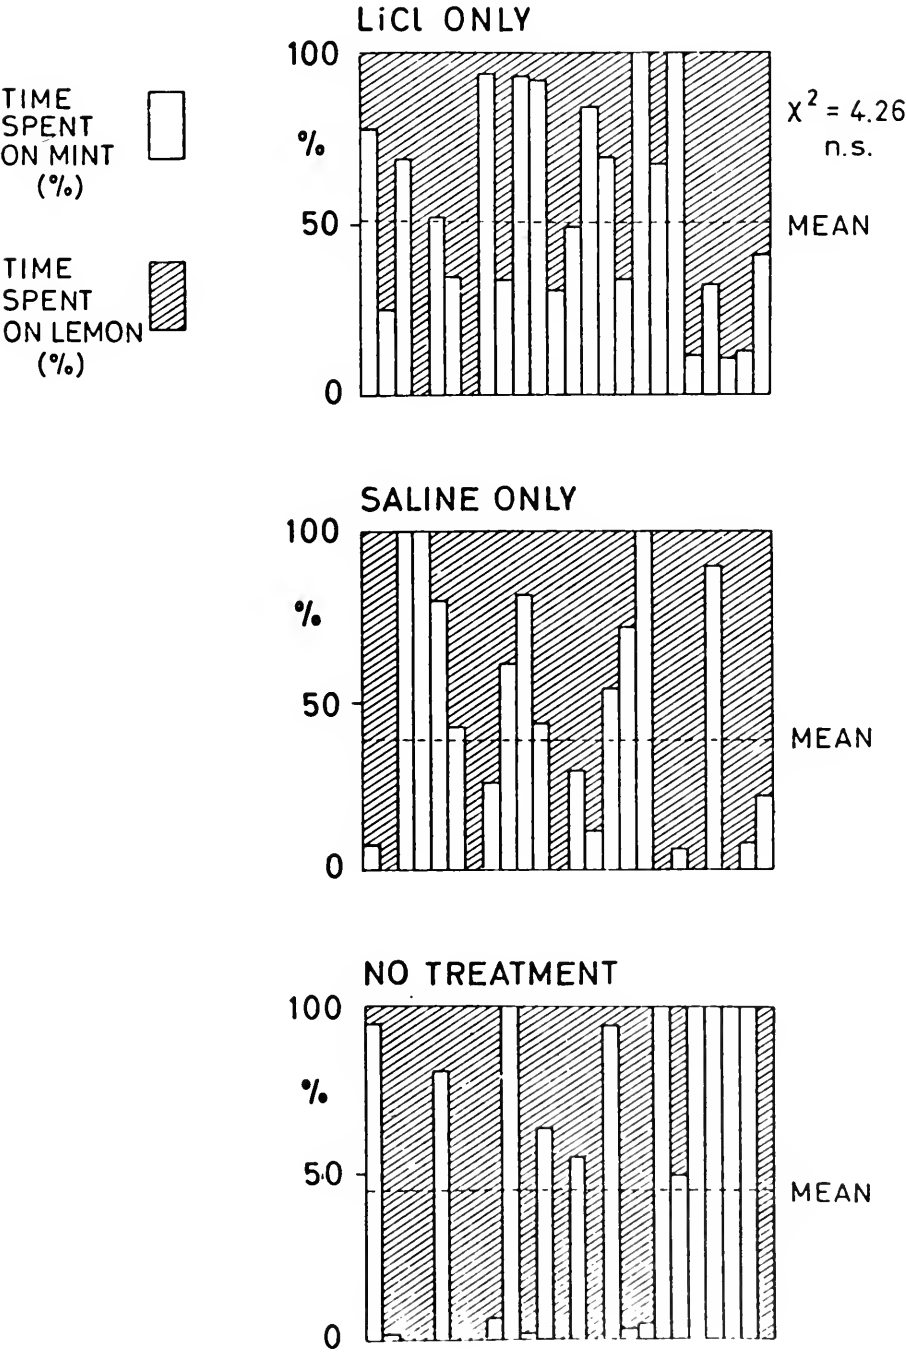 LiCl ONLY
100
%
50
0
TIME
SPENT
ON MINT
(%)
TIME
SPENT
ON LEMON
(%)
χ² = 4.26
n.s.
MEAN
SALINE ONLY
100
%
50
0
MEAN
NO TREATMENT
100
%
50
0
MEAN